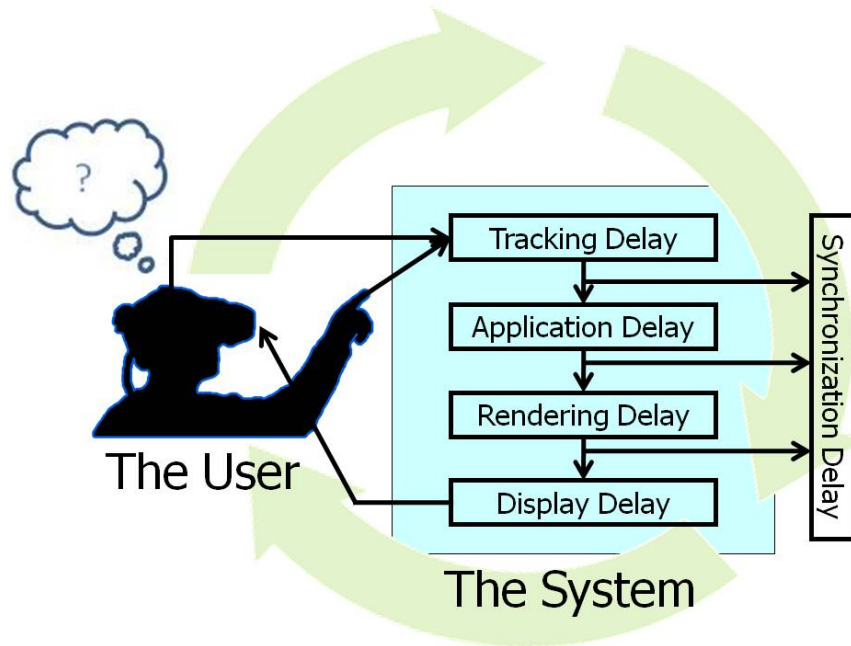 ?
Tracking Delay
Application Delay
Rendering Delay
Display Delay
Synchronization Delay
The User
The System